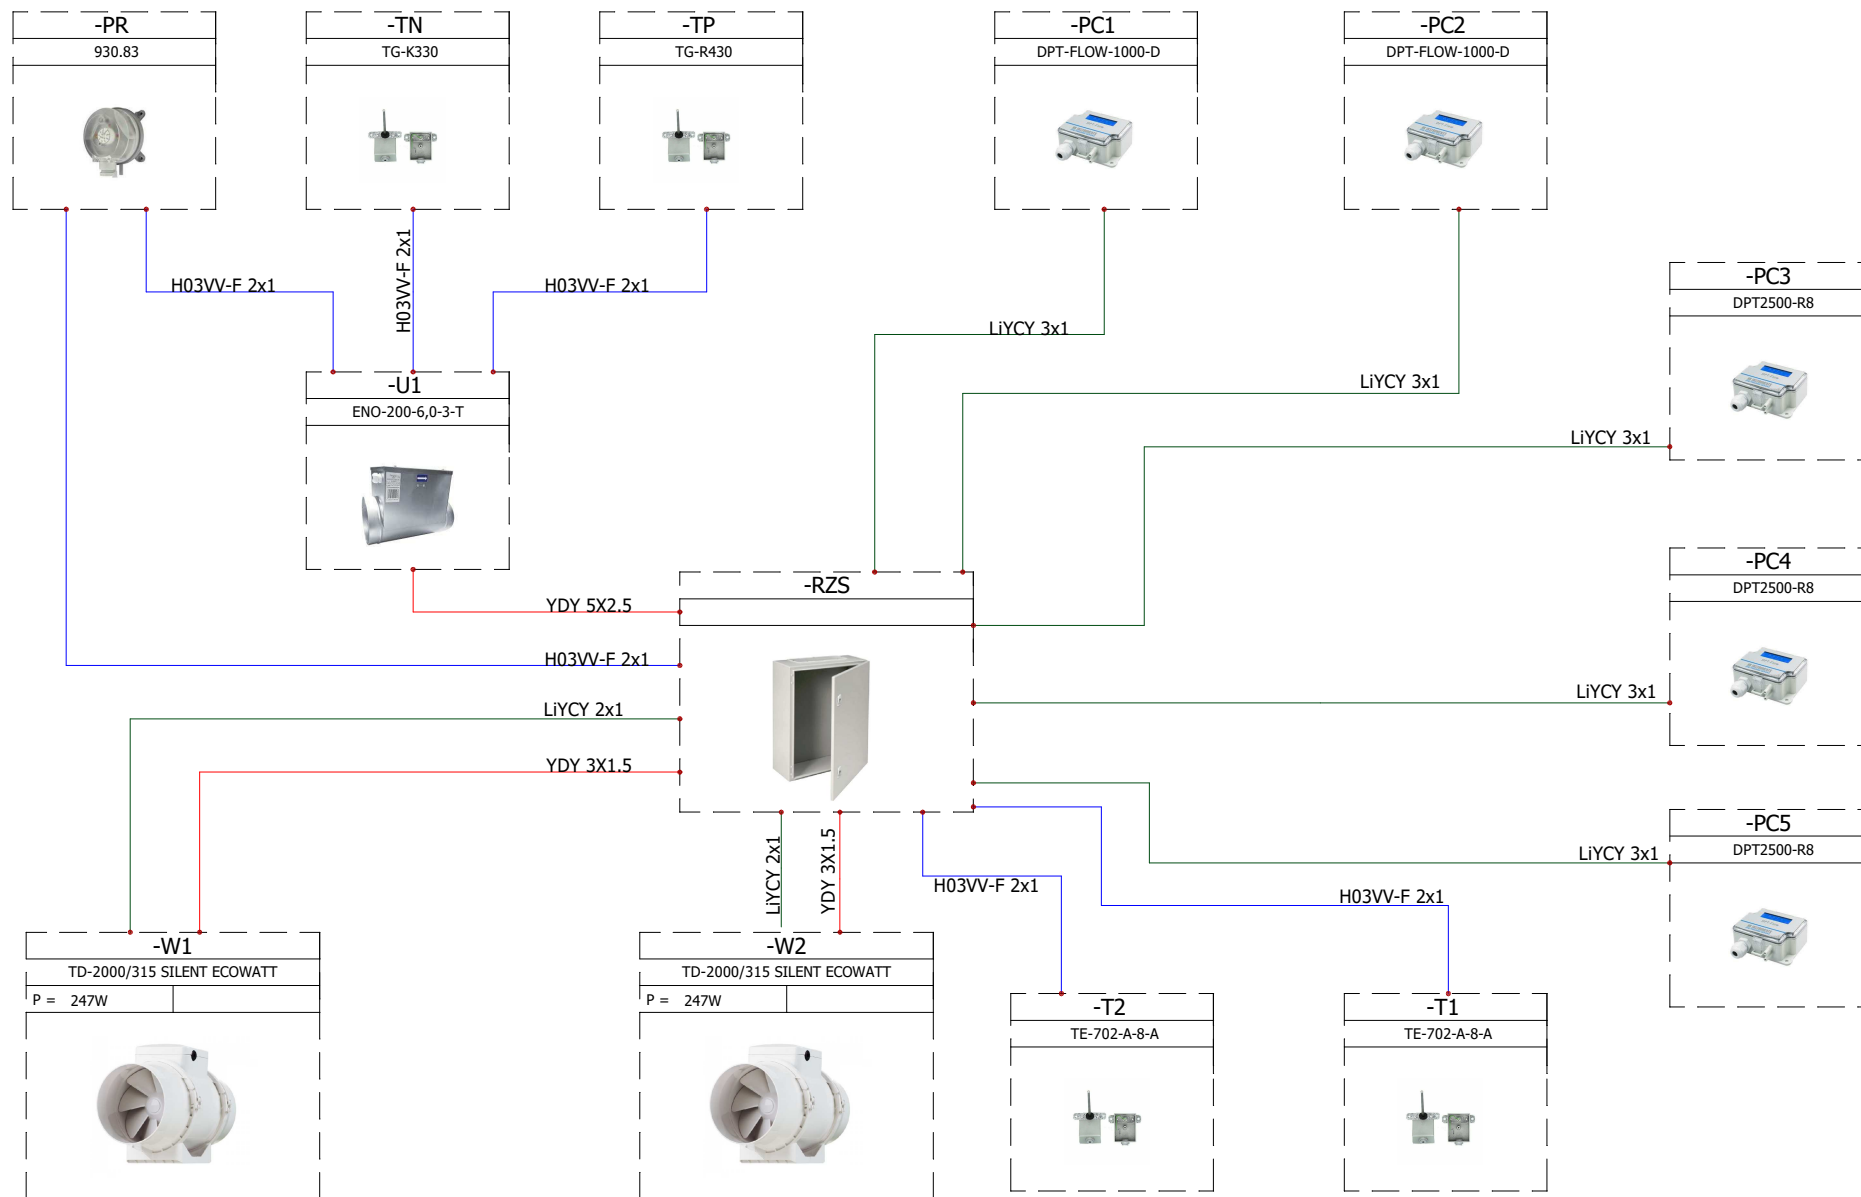 -PR
930.83
-TN
TG-K330
-TP
TG-R430
-PC1
DPT-FLOW-1000-D
-PC2
DPT-FLOW-1000-D
H03VV-F 2x1
H03VV-F 2x1
H03VV-F 2x1
-PC3
DPT2500-R8
LiYCY 3x1
LiYCY 3x1
LiYCY 3x1
-U1
ENO-200-6,0-3-T
-RZS
YDY 5X2.5
H03VV-F 2x1
LiYCY 2x1
YDY 3X1.5
-PC4
DPT2500-R8
LiYCY 3x1
-PC5
DPT2500-R8
LiYCY 3x1
LiYCY 2x1
YDY 3X1.5
H03VV-F 2x1
H03VV-F 2x1
-W1
TD-2000/315 SILENT ECOWATT
P = 247W
-W2
TD-2000/315 SILENT ECOWATT
P = 247W
-T2
TE-702-A-8-A
-T1
TE-702-A-8-A